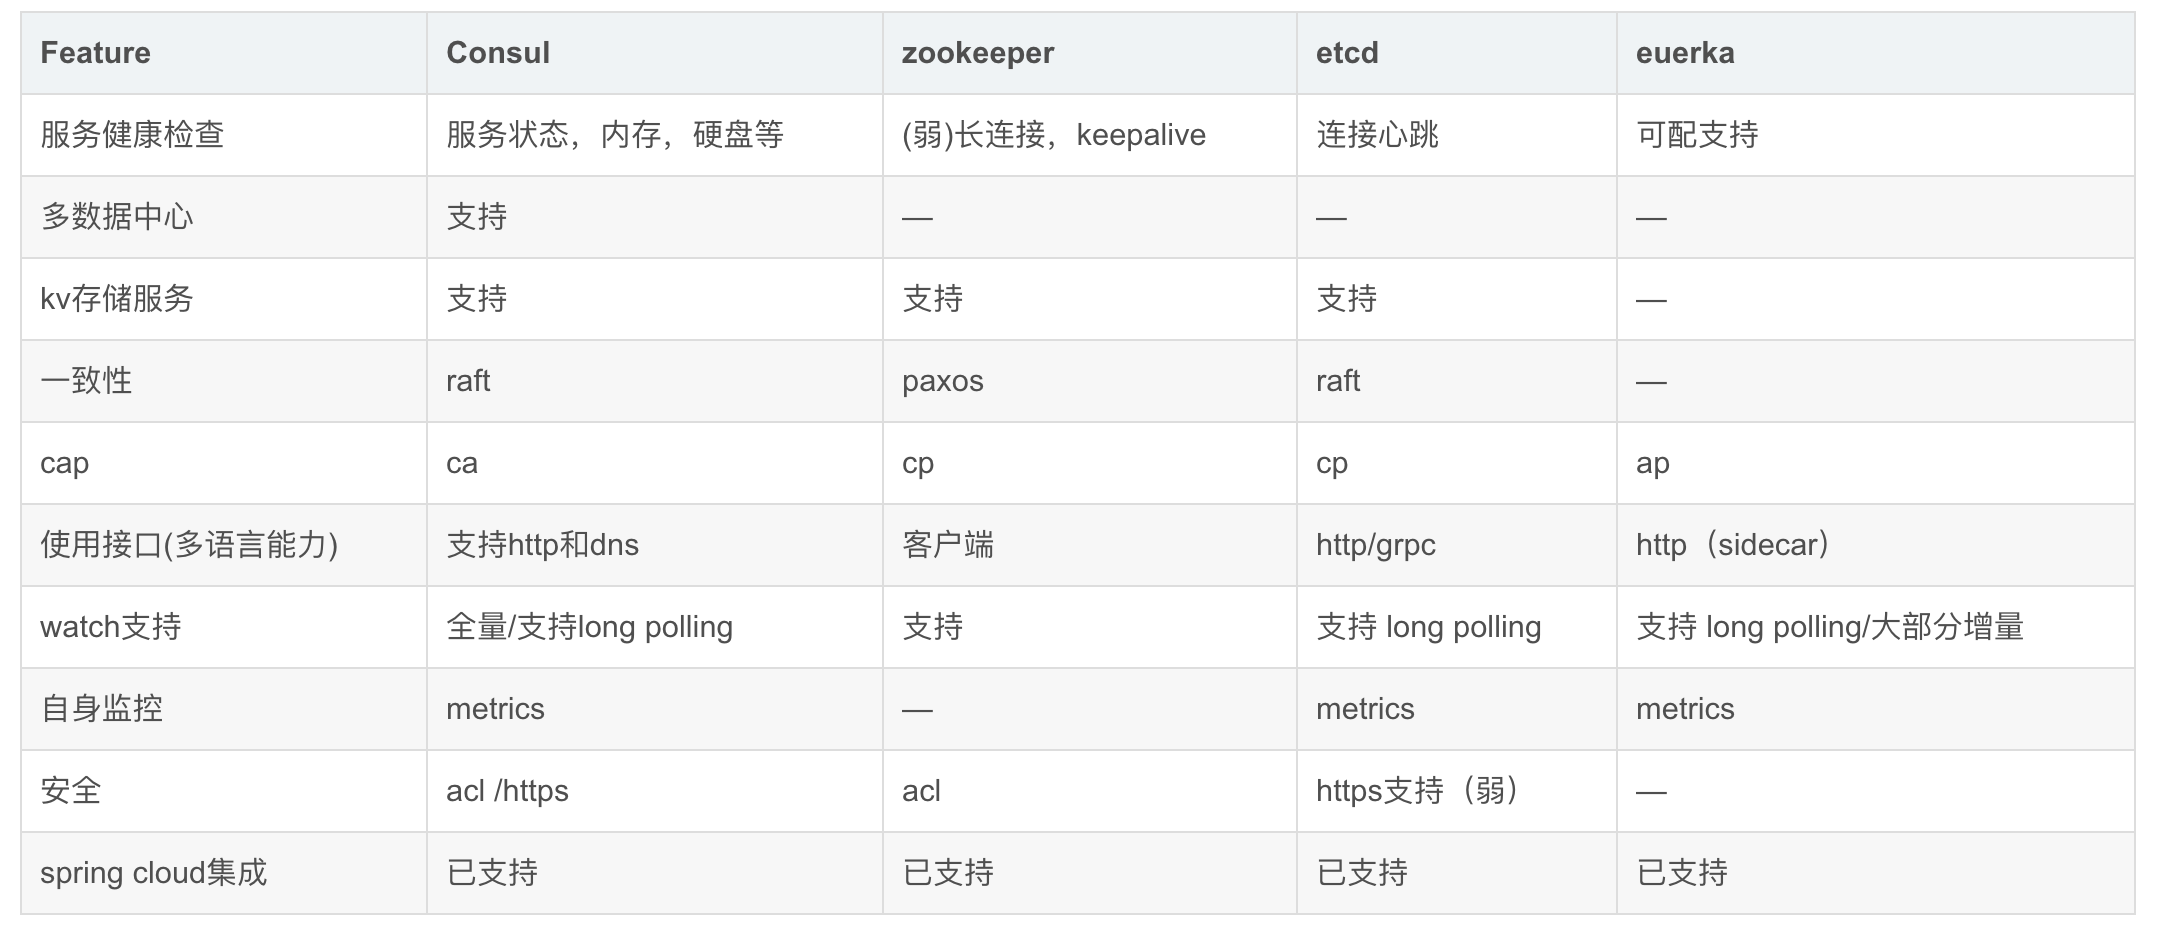 Feature Consul zookeeper etcd euerka
服务健康检查 服务状态，内存，硬盘等 (弱)长连接，keepalive 连接心跳 可配支持
多数据中心 支持 — — —
kv存储服务 支持 支持 支持 —
一致性 raft paxos raft —
cap ca cp cp ap
使用接口(多语言能力) 支持http和dns 客户端 http/grpc http（sidecar）
watch支持 全量/支持long polling 支持 支持 long polling 支持 long polling/大部分增量
自身监控 metrics — metrics metrics
安全 acl /https acl https支持（弱） —
spring cloud集成 已支持 已支持 已支持 已支持